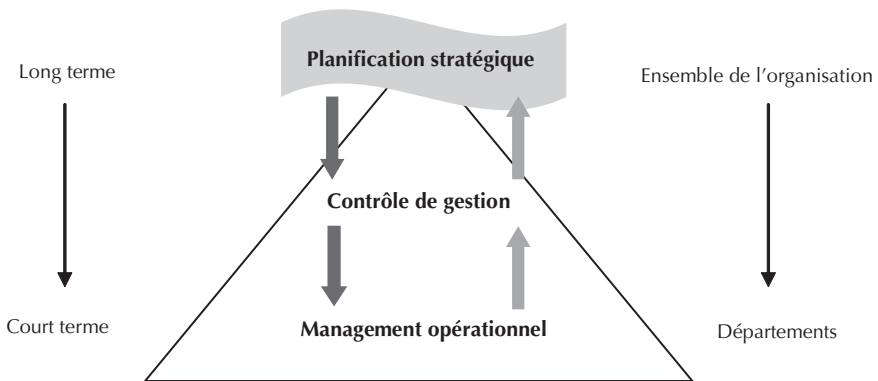 Planification stratégique
Long terme
Ensemble de l'organisation
Contrôle de gestion
Court terme
Management opérationnel
Départements